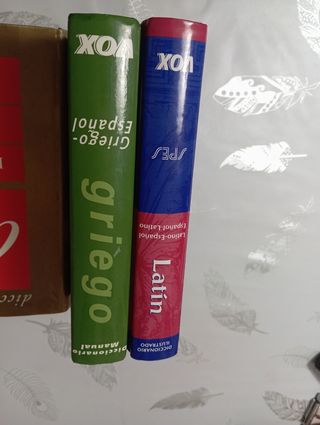 VOX
Griego-
Español
griego
Diccionario
Manual
VOX
SPES
Latino-Español
Español-Latino
Latín
DICCIONARIO
ILUSTRADO
dicc